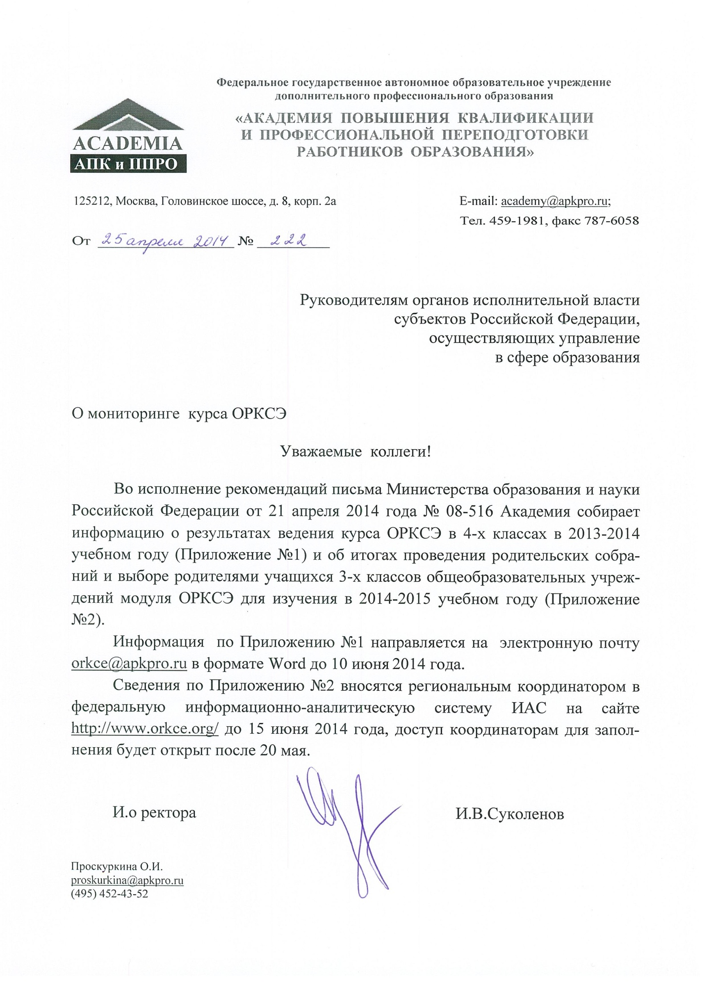 Федеральное государственное автономное образовательное учреждение
дополнительного профессионального образования
«АКАДЕМИЯ ПОВЫШЕНИЯ КВАЛИФИКАЦИИ
И ПРОФЕССИОНАЛЬНОЙ ПЕРЕПОДГОТОВКИ
РАБОТНИКОВ ОБРАЗОВАНИЯ»
ACADEMIA
АПК и ППРО
125212, Москва, Головинское шоссе, д. 8, корп. 2а
E-mail: academy@apkpro.ru;
Тел. 459-1981, факс 787-6058
От 25 апреля 2014 № 222
Руководителям органов исполнительной власти
субъектов Российской Федерации,
осуществляющих управление
в сфере образования
О мониторинге курса ОРКСЭ
Уважаемые коллеги!
Во исполнение рекомендаций письма Министерства образования и науки
Российской Федерации от 21 апреля 2014 года № 08-516 Академия собирает
информацию о результатах ведения курса ОРКСЭ в 4-х классах в 2013-2014
учебном году (Приложение №1) и об итогах проведения родительских собра-
ний и выборе родителями учащихся 3-х классов общеобразовательных учреж-
дений модуля ОРКСЭ для изучения в 2014-2015 учебном году (Приложение
№2).
Информация по Приложению №1 направляется на электронную почту
orkce@apkpro.ru в формате Word до 10 июня 2014 года.
Сведения по Приложению №2 вносятся региональным координатором в
федеральную информационно-аналитическую систему ИАС на сайте
http://www.orkce.org/ до 15 июня 2014 года, доступ координаторам для запол-
нения будет открыт после 20 мая.
И.о ректора
И.В.Суколенов
Проскуркина О.И.
proskurkina@apkpro.ru
(495) 452-43-52